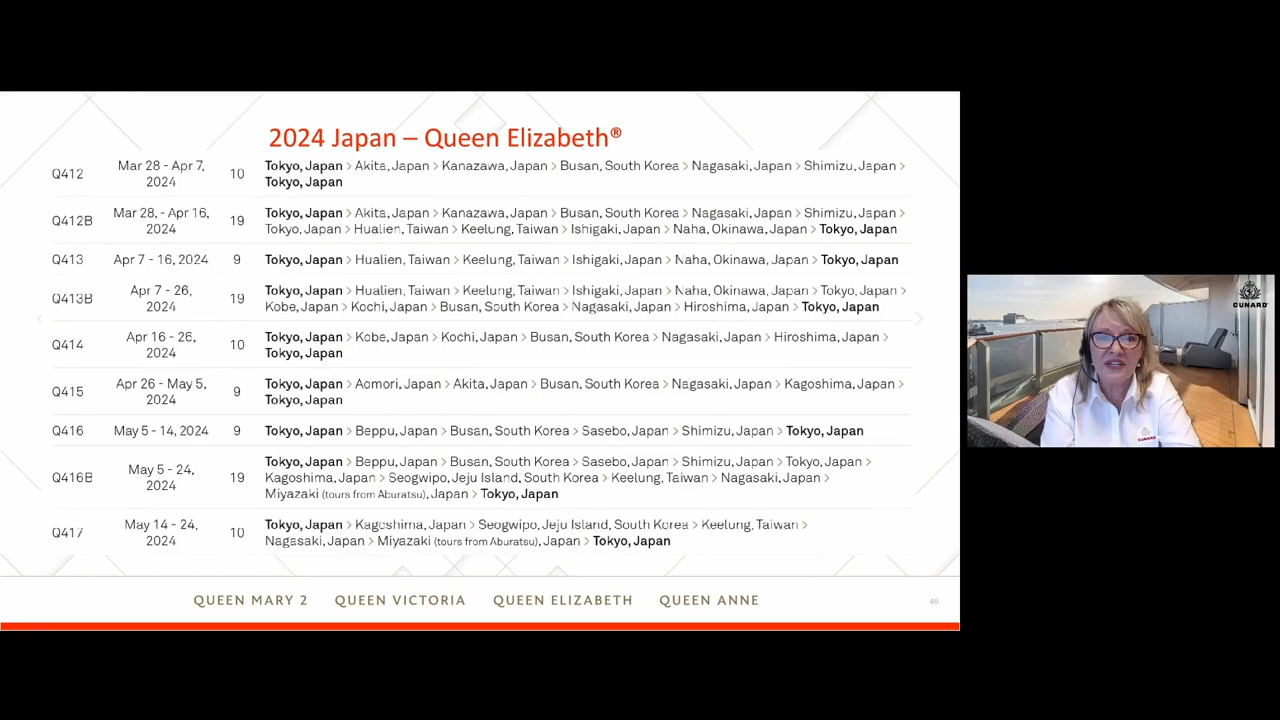 2024 Japan – Queen Elizabeth®
Q412 Mar 28 - Apr 7, 2024 10 Tokyo, Japan > Akita, Japan > Kanazawa, Japan > Busan, South Korea > Nagasaki, Japan > Shimizu, Japan >
Tokyo, Japan
Q412B Mar 28, - Apr 16, 2024 19 Tokyo, Japan > Akita, Japan > Kanazawa, Japan > Busan, South Korea > Nagasaki, Japan > Shimizu, Japan >
Tokyo, Japan > Hualien, Taiwan > Keelung, Taiwan > Ishigaki, Japan > Naha, Okinawa, Japan > Tokyo, Japan
Q413 Apr 7 - 16, 2024 9 Tokyo, Japan > Hualien, Taiwan > Keelung, Taiwan > Ishigaki, Japan > Naha, Okinawa, Japan > Tokyo, Japan
Q413B Apr 7 - 26, 2024 19 Tokyo, Japan > Hualien, Taiwan > Keelung, Taiwan > Ishigaki, Japan > Naha, Okinawa, Japan > Tokyo, Japan >
Kobe, Japan > Kochi, Japan > Busan, South Korea > Nagasaki, Japan > Hiroshima, Japan > Tokyo, Japan
Q414 Apr 16 - 26, 2024 10 Tokyo, Japan > Kobe, Japan > Kochi, Japan > Busan, South Korea > Nagasaki, Japan > Hiroshima, Japan >
Tokyo, Japan
Q415 Apr 26 - May 5, 2024 9 Tokyo, Japan > Aomori, Japan > Akita, Japan > Busan, South Korea > Nagasaki, Japan > Kagoshima, Japan >
Tokyo, Japan
Q416 May 5 - 14, 2024 9 Tokyo, Japan > Beppu, Japan > Busan, South Korea > Sasebo, Japan > Shimizu, Japan > Tokyo, Japan
Q416B May 5 - 24, 2024 19 Tokyo, Japan > Beppu, Japan > Busan, South Korea > Sasebo, Japan > Shimizu, Japan > Tokyo, Japan >
Kagoshima, Japan > Seogwipo, Jeju Island, South Korea > Keelung, Taiwan > Nagasaki, Japan >
Miyazaki (tours from Aburatsu), Japan > Tokyo, Japan
Q417 May 14 - 24, 2024 10 Tokyo, Japan > Kagoshima, Japan > Seogwipo, Jeju Island, South Korea > Keelung, Taiwan >
Nagasaki, Japan > Miyazaki (tours from Aburatsu), Japan > Tokyo, Japan
QUEEN MARY 2 QUEEN VICTORIA QUEEN ELIZABETH QUEEN ANNE
46
CUNARD
CUNARD